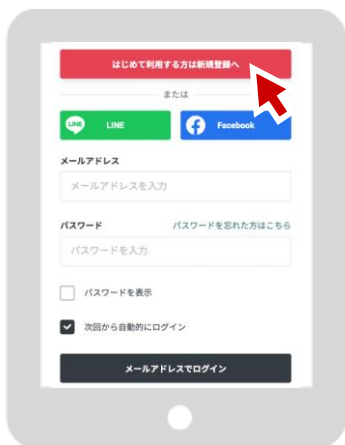 はじめて利用する方は新規登録へ
または
LINE LINE
Facebook
メールアドレス
メールアドレスを入力
パスワード パスワードを忘れた方はこちら
パスワードを入力
パスワードを表示
次回から自動的にログイン
メールアドレスでログイン